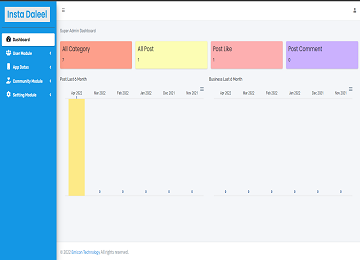 Insta Daleel
Dashboard
User Module
App Datas
Community Module
Setting Module
Super Admin Dashboard
All Category
7
All Post
1
Post Like
1
Post Comment
0
Post Last 6 Month
Apr 2022 Mar 2022 Feb 2022 Jan 2022 Dec 2021 Nov 2021
1
0 0 0 0 0
Business Last 6 Month
Apr 2022 Mar 2022 Feb 2022 Jan 2022 Dec 2021 Nov 2021
0 0 0 0 0 0
© 2022 Emizon Technology All rights reserved.